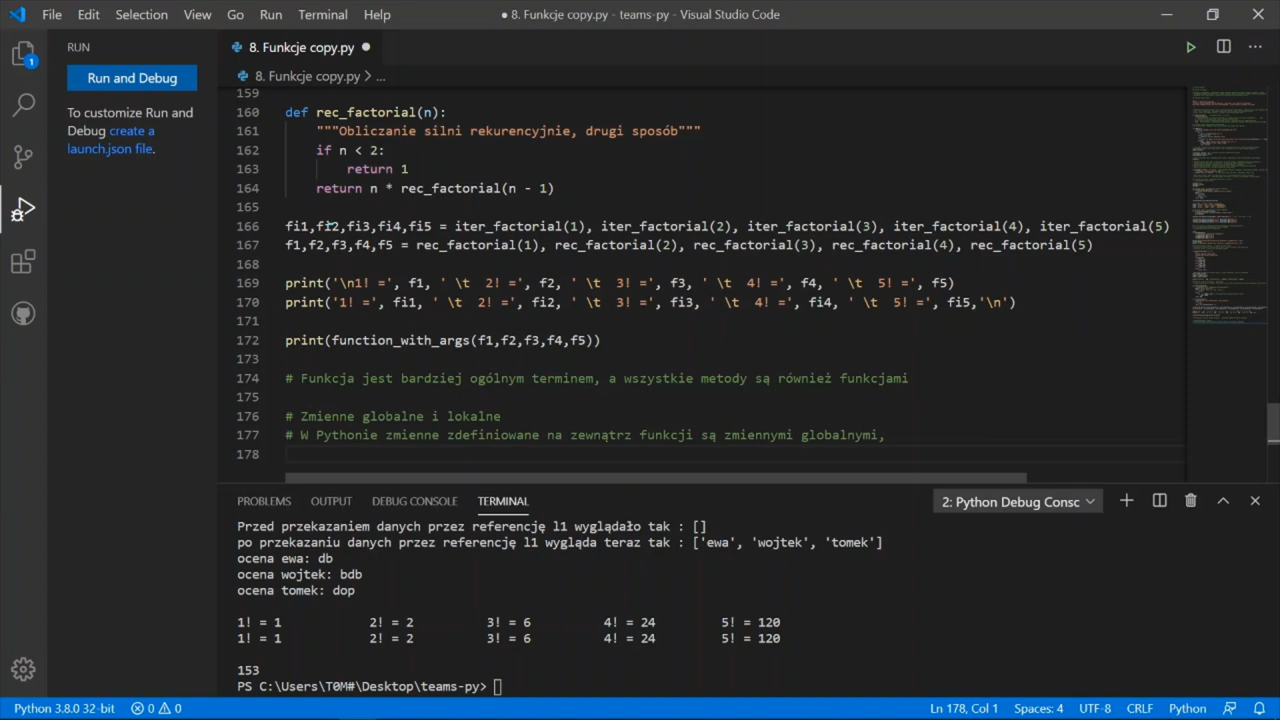 File Edit Selection View Go Run Terminal Help
● 8. Funkcje copy.py - teams-py - Visual Studio Code
1
RUN
Run and Debug
To customize Run and
Debug create a
launch.json file.
8. Funkcje copy.py ●
8. Funkcje copy.py > ...
159
160 def rec_factorial(n):
161 """Obliczanie silni rekurencyjnie, drugi sposób"""
162 if n < 2:
163 return 1
164 return n * rec_factorial(n - 1)
165
166 fi1,fi2,fi3,fi4,fi5 = iter_factorial(1), iter_factorial(2), iter_factorial(3), iter_factorial(4), iter_factorial(5)
167 f1,f2,f3,f4,f5 = rec_factorial(1), rec_factorial(2), rec_factorial(3), rec_factorial(4), rec_factorial(5)
168
169 print('\n1! =', f1, ' \t 2! =', f2, ' \t 3! =', f3, ' \t 4! =', f4, ' \t 5! =', f5)
170 print('1! =', fi1, ' \t 2! =', fi2, ' \t 3! =', fi3, ' \t 4! =', fi4, ' \t 5! =', fi5,'\n')
171
172 print(function_with_args(f1,f2,f3,f4,f5))
173
174 # Funkcja jest bardziej ogólnym terminem, a wszystkie metody są również funkcjami
175
176 # Zmienne globalne i lokalne
177 # W Pythonie zmienne zdefiniowane na zewnątrz funkcji są zmiennymi globalnymi,
178
PROBLEMS OUTPUT DEBUG CONSOLE TERMINAL 2: Python Debug Consc
Przed przekazaniem danych przez referencję l1 wyglądało tak : []
po przekazaniu danych przez referencję l1 wygląda teraz tak : ['ewa', 'wojtek', 'tomek']
ocena ewa: db
ocena wojtek: bdb
ocena tomek: dop
1! = 1 2! = 2 3! = 6 4! = 24 5! = 120
1! = 1 2! = 2 3! = 6 4! = 24 5! = 120
153
PS C:\Users\T0M#\Desktop\teams-py>
Python 3.8.0 32-bit 0 0 Ln 178, Col 1 Spaces: 4 UTF-8 CRLF Python